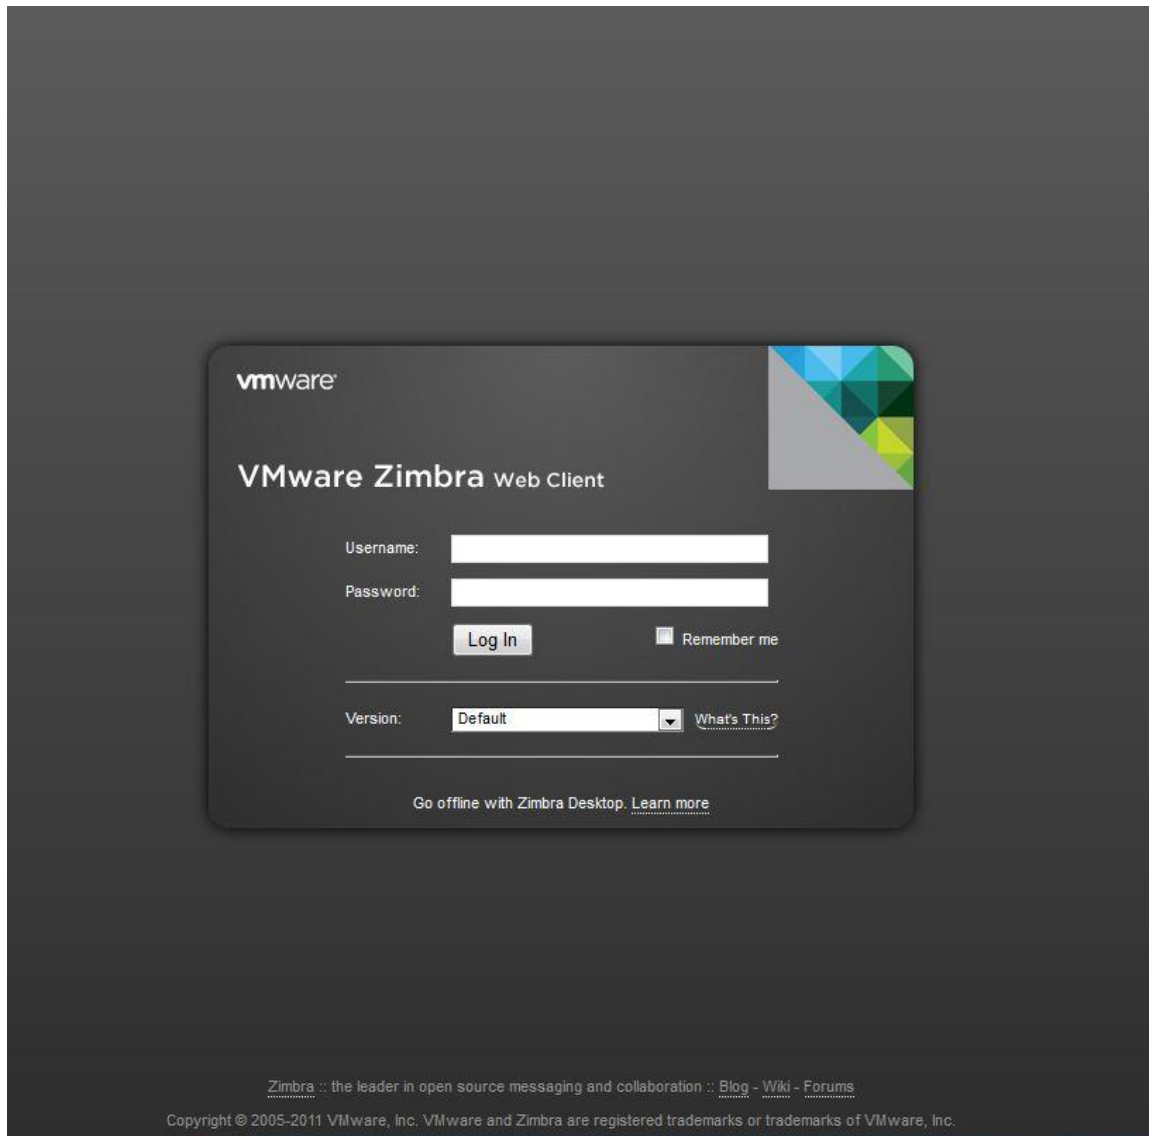 vmware
VMware Zimbra Web Client
Username:
Password:
Log In Remember me
Version: Default What's This?
Go offline with Zimbra Desktop. Learn more
Zimbra :: the leader in open source messaging and collaboration :: Blog - Wiki - Forums
Copyright © 2005-2011 VMware, Inc. VMware and Zimbra are registered trademarks or trademarks of VMware, Inc.